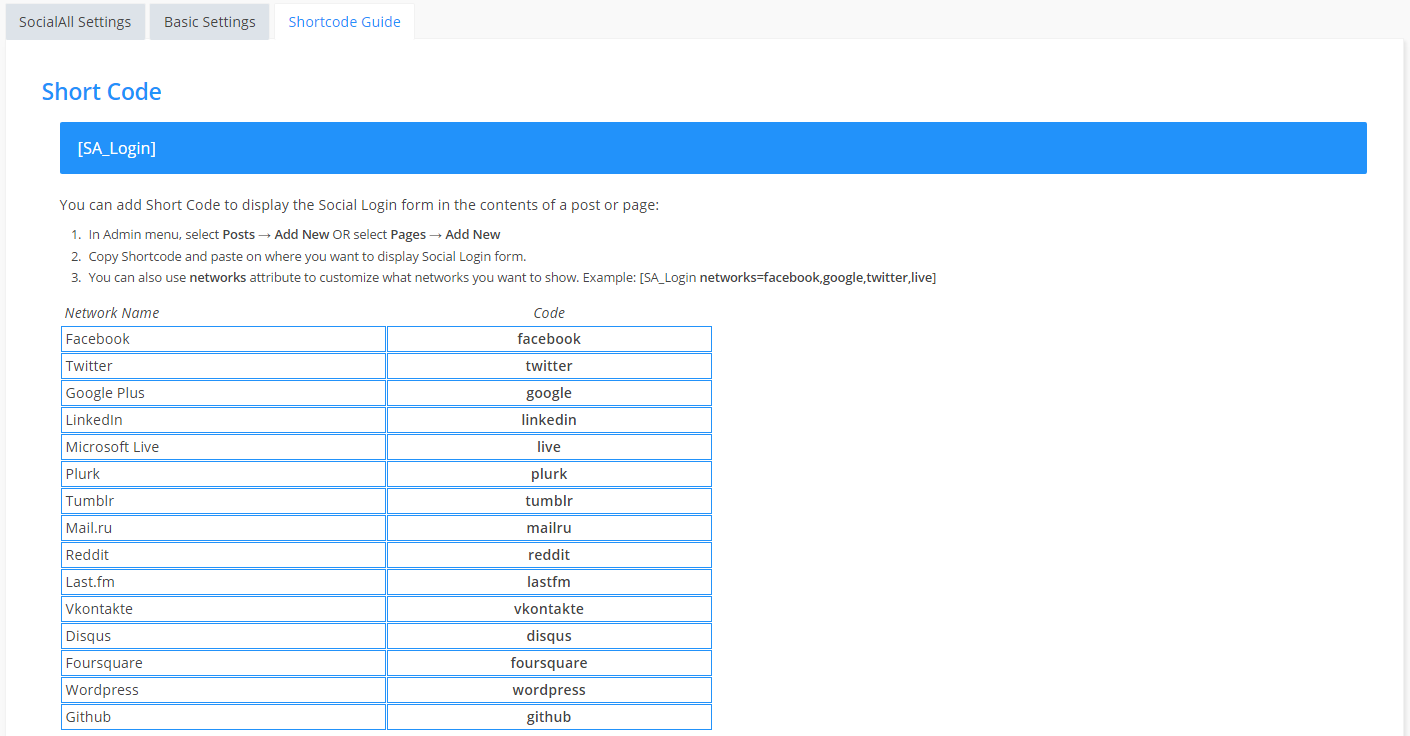 SocialAll Settings Basic Settings Shortcode Guide
Short Code
[SA_Login]
You can add Short Code to display the Social Login form in the contents of a post or page:
1. In Admin menu, select Posts → Add New OR select Pages → Add New
2. Copy Shortcode and paste on where you want to display Social Login form.
3. You can also use networks attribute to customize what networks you want to show. Example: [SA_Login networks=facebook,google,twitter,live]
Network Name Code
Facebook facebook
Twitter twitter
Google Plus google
LinkedIn linkedin
Microsoft Live live
Plurk plurk
Tumblr tumblr
Mail.ru mailru
Reddit reddit
Last.fm lastfm
Vkontakte vkontakte
Disqus disqus
Foursquare foursquare
Wordpress wordpress
Github github